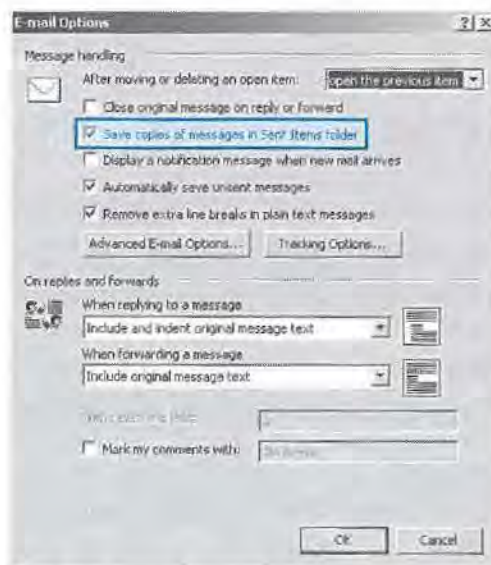 E-mail Options
Message handling
After moving or deleting an open item: open the previous item
Close original message on reply or forward
Save copies of messages in Sent Items folder
Display a notification message when new mail arrives
Automatically save unsent messages
Remove extra line breaks in plain text messages
Advanced E-mail Options... Tracking Options...
On replies and forwards
When replying to a message
Include and indent original message text
When forwarding a message
Include original message text
Mark my comments with:
OK Cancel